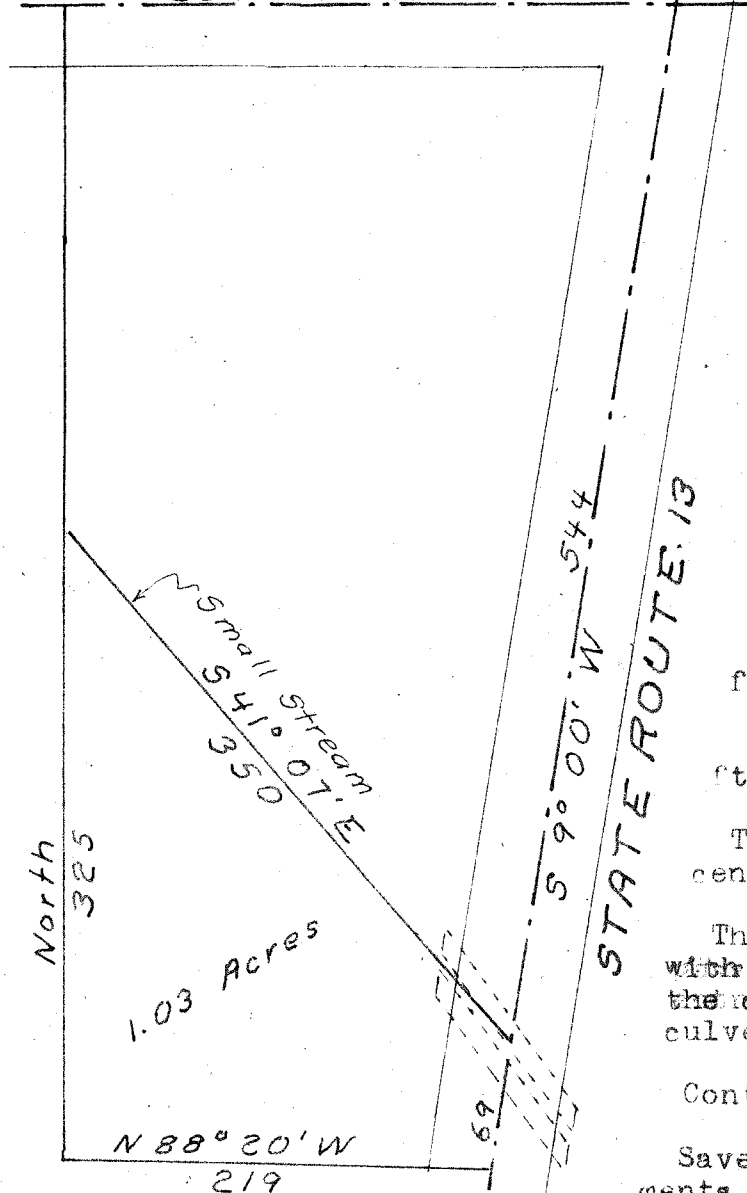 S 9° 00' W 544
STATE ROUTE 13
Small Stream
S 41° 07' E
350
North
325
1.03 Acres
69
N 88° 20' W
219
f
ft
T
cen
Th
with
the
culve
Cont
Save
ments